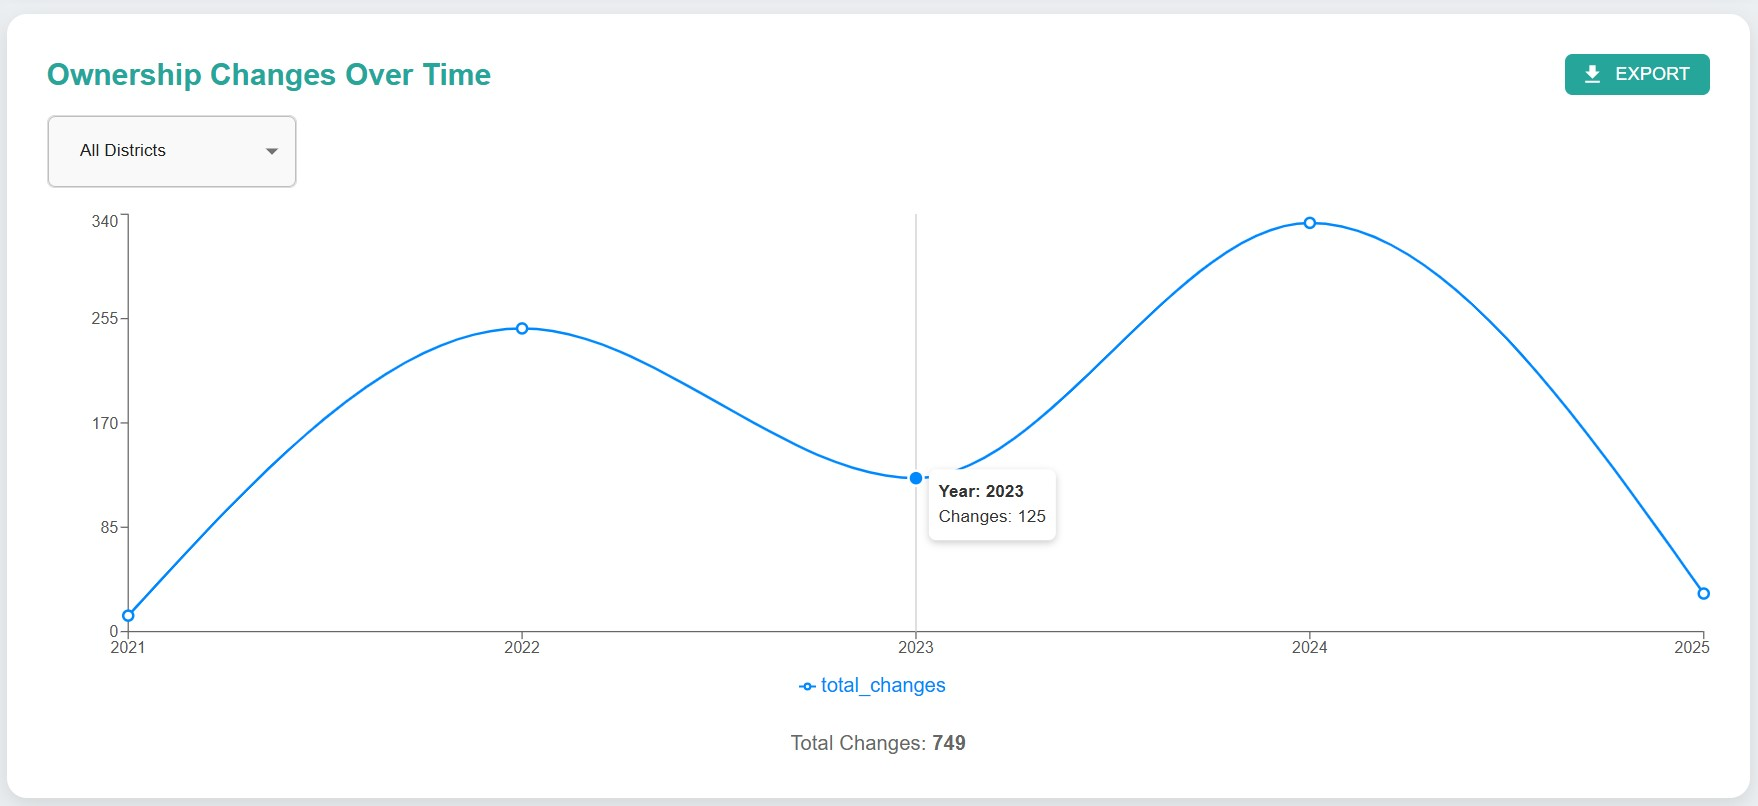 Ownership Changes Over Time
EXPORT
All Districts
340
255
170
85
0
2021 2022 2023 2024 2025
Year: 2023
Changes: 125
total_changes
Total Changes: 749